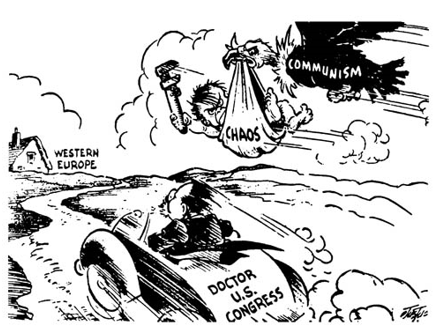 COMMUNISM
CHAOS
WESTERN
EUROPE
DOCTOR
U.S.
CONGRESS